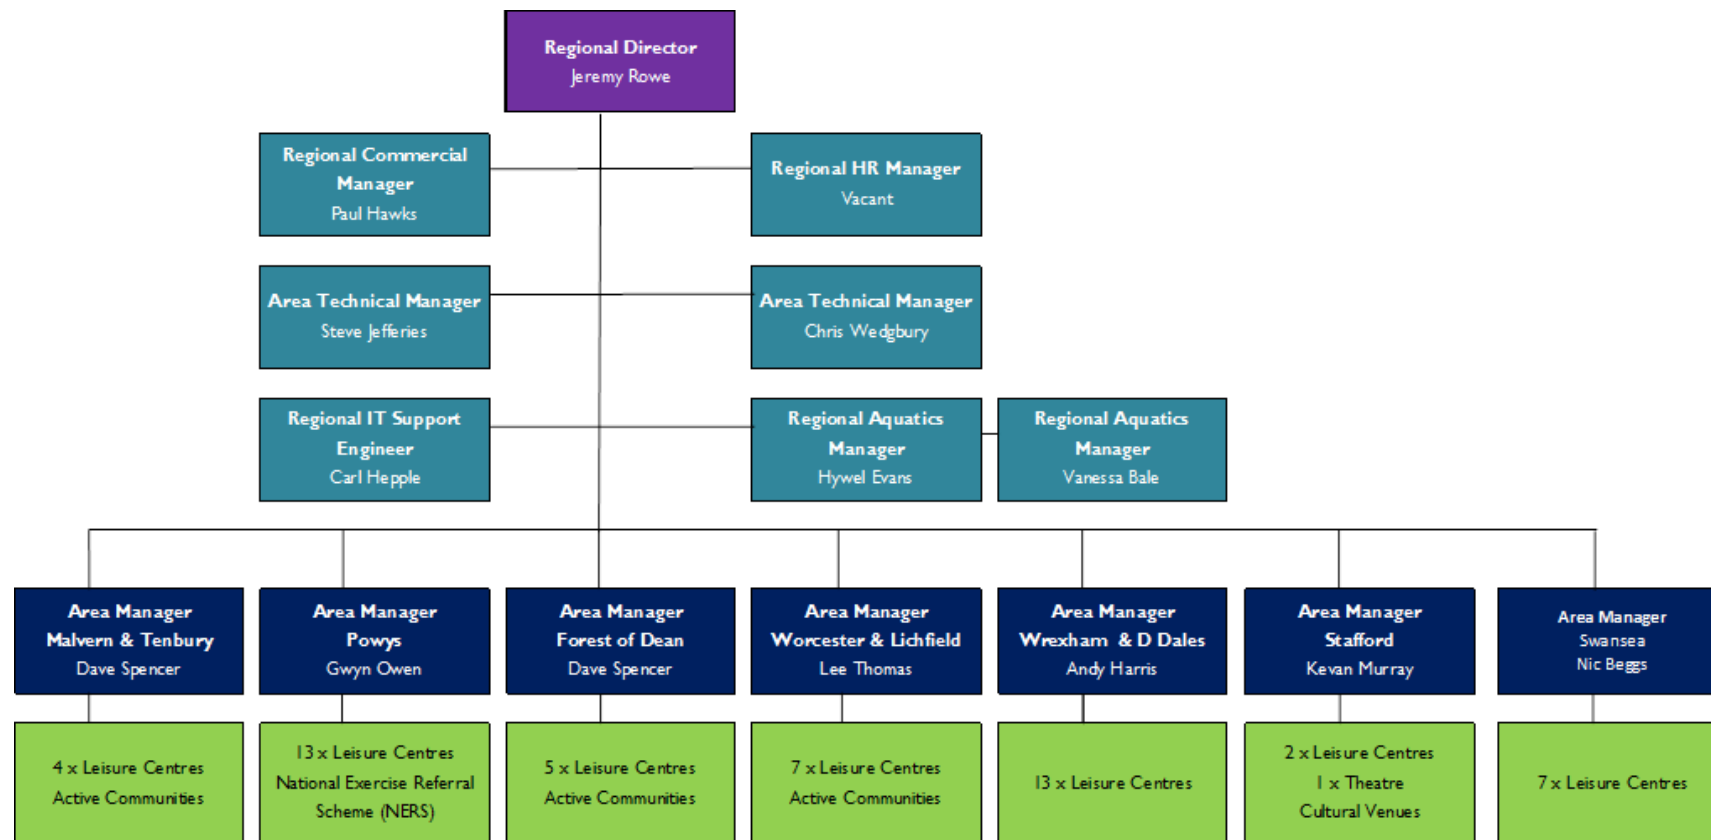 Regional Director
Jeremy Rowe
Regional Commercial
Manager
Paul Hawks
Regional HR Manager
Vacant
Area Technical Manager
Steve Jefferies
Area Technical Manager
Chris Wedgbury
Regional IT Support
Engineer
Carl Hepple
Regional Aquatics
Manager
Hywel Evans
Regional Aquatics
Manager
Vanessa Bale
Area Manager
Malvern & Tenbury
Dave Spencer
Area Manager
Powys
Gwyn Owen
Area Manager
Forest of Dean
Dave Spencer
Area Manager
Worcester & Lichfield
Lee Thomas
Area Manager
Wrexham & D Dales
Andy Harris
Area Manager
Stafford
Kevan Murray
Area Manager
Swansea
Nic Beggs
4 x Leisure Centres
Active Communities
13 x Leisure Centres
National Exercise Referral
Scheme (NERS)
5 x Leisure Centres
Active Communities
7 x Leisure Centres
Active Communities
13 x Leisure Centres
2 x Leisure Centres
1 x Theatre
Cultural Venues
7 x Leisure Centres